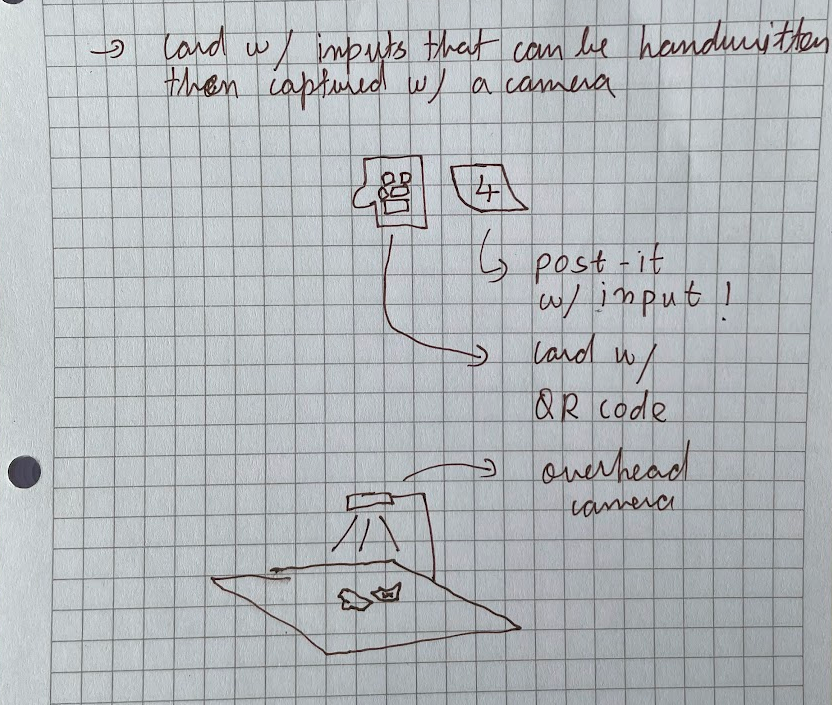 → Card w/ inputs that can be handwritten
then captured w/ a camera
4
post-it
w/ input !
Card w/
QR code
overhead
camera